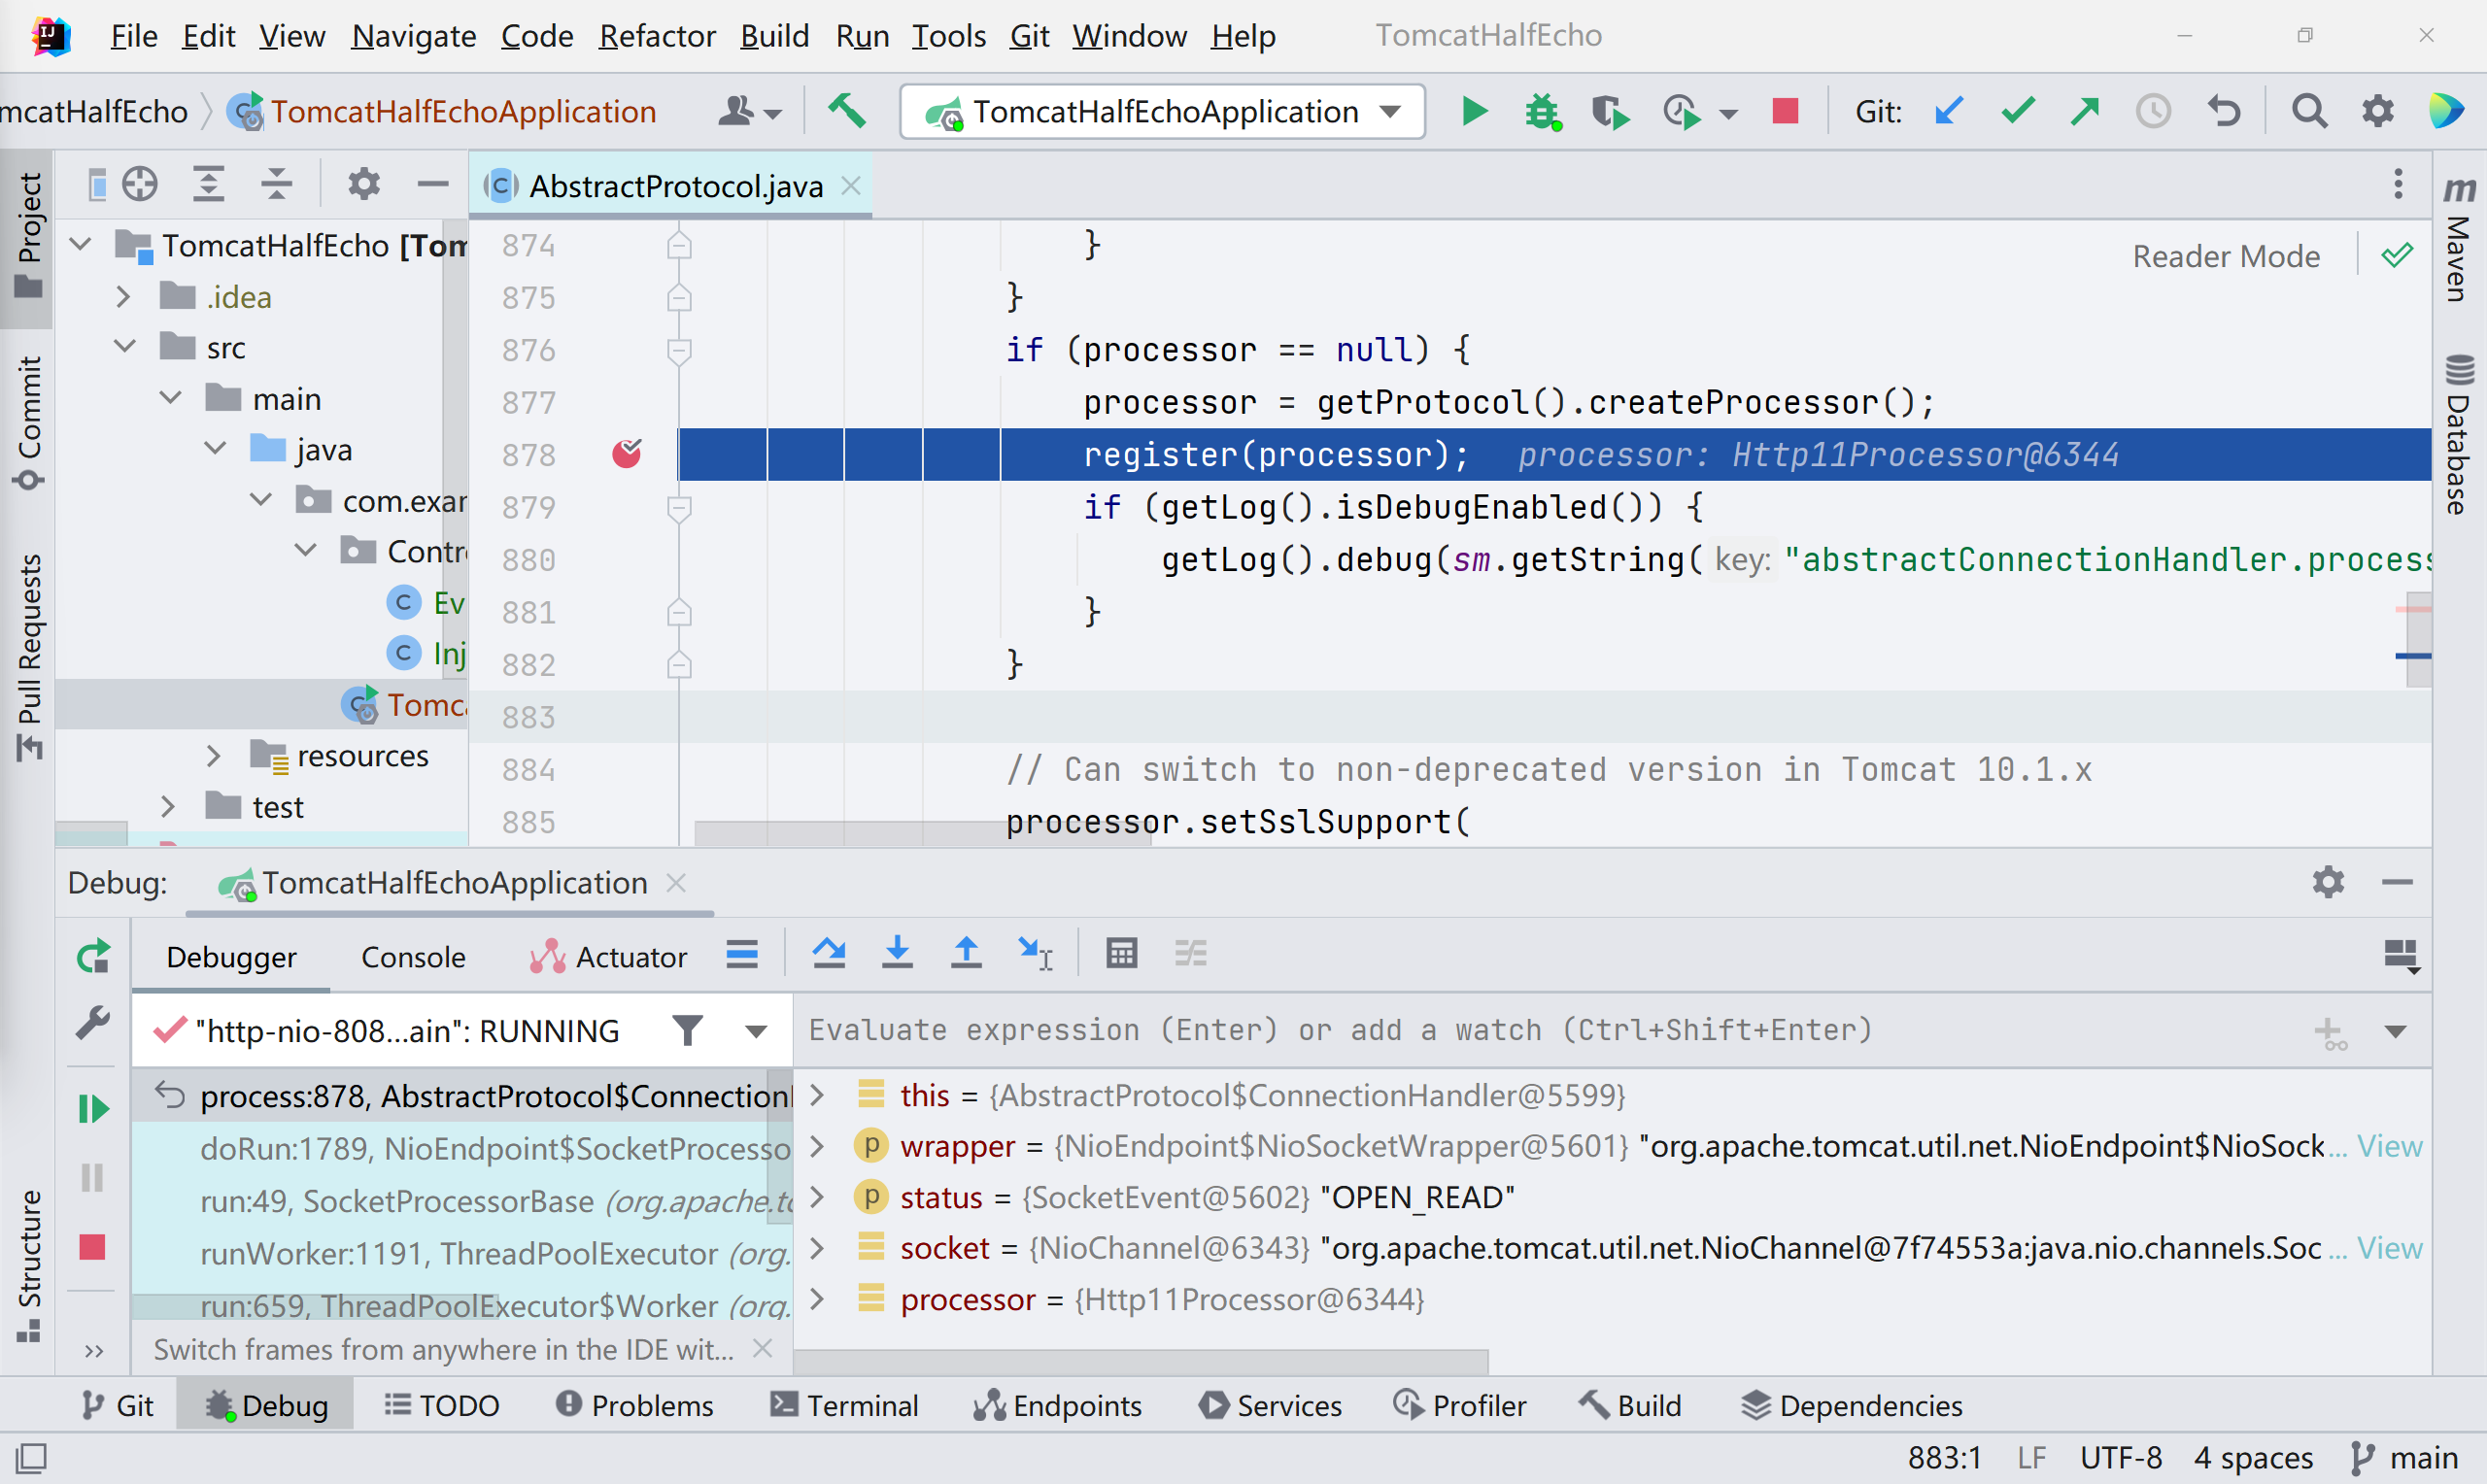 File Edit View Navigate Code Refactor Build Run Tools Git Window Help TomcatHalfEcho
mcatHalfEcho TomcatHalfEchoApplication TomcatHalfEchoApplication Git:
Project
Commit
Pull Requests
Structure
TomcatHalfEcho [Tom
.idea
src
main
java
com.exam
Contro
Ev
Inj
Tomca
resources
test
AbstractProtocol.java
Reader Mode
874 }
875 }
876 if (processor == null) {
877 processor = getProtocol().createProcessor();
878 register(processor); processor: Http11Processor@6344
879 if (getLog().isDebugEnabled()) {
880 getLog().debug(sm.getString( key: "abstractConnectionHandler.process
881 }
882 }
883
884 // Can switch to non-deprecated version in Tomcat 10.1.x
885 processor.setSslSupport(
m Maven
Database
Debug: TomcatHalfEchoApplication
Debugger Console Actuator
"http-nio-808...ain": RUNNING
process:878, AbstractProtocol$ConnectionH
doRun:1789, NioEndpoint$SocketProcesso
run:49, SocketProcessorBase (org.apache.to
runWorker:1191, ThreadPoolExecutor (org.
run:659, ThreadPoolExecutor$Worker (org.
Switch frames from anywhere in the IDE wit...
Evaluate expression (Enter) or add a watch (Ctrl+Shift+Enter)
this = {AbstractProtocol$ConnectionHandler@5599}
wrapper = {NioEndpoint$NioSocketWrapper@5601} "org.apache.tomcat.util.net.NioEndpoint$NioSock... View
status = {SocketEvent@5602} "OPEN_READ"
socket = {NioChannel@6343} "org.apache.tomcat.util.net.NioChannel@7f74553a:java.nio.channels.Soc... View
processor = {Http11Processor@6344}
Git Debug TODO Problems Terminal Endpoints Services Profiler Build Dependencies
883:1 LF UTF-8 4 spaces main